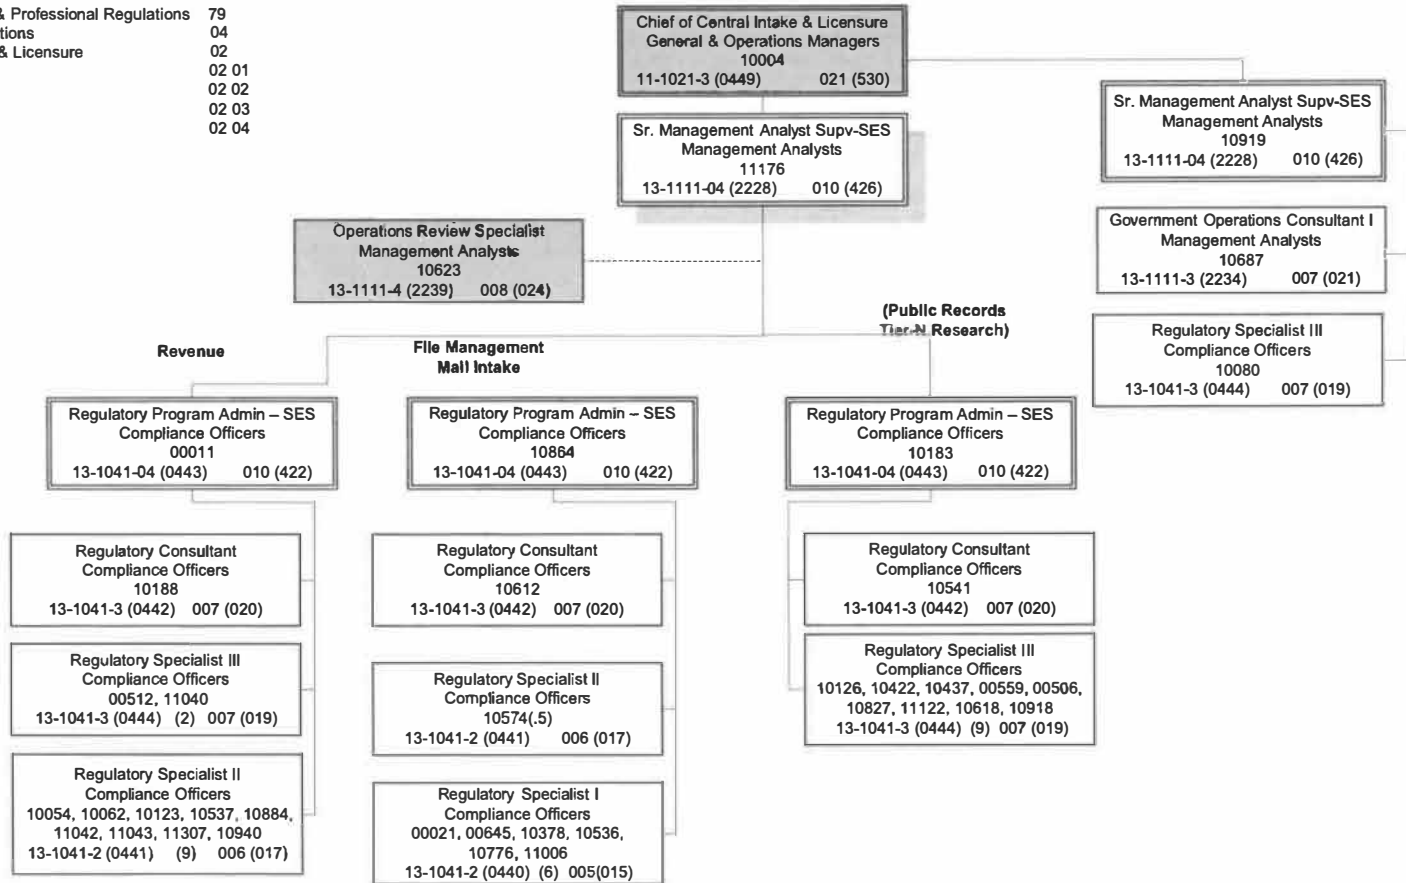 & Professional Regulations 79
tions 04
& Licensure 02
02 01
02 02
02 03
02 04
Chief of Central Intake & Licensure
General & Operations Managers
10004
11-1021-3 (0449) 021 (530)
Sr. Management Analyst Supv-SES
Management Analysts
11176
13-1111-04 (2228) 010 (426)
Sr. Management Analyst Supv-SES
Management Analysts
10919
13-1111-04 (2228) 010 (426)
Operations Review Specialist
Management Analysts
10623
13-1111-4 (2239) 008 (024)
Government Operations Consultant I
Management Analysts
10687
13-1111-3 (2234) 007 (021)
Regulatory Specialist III
Compliance Officers
10080
13-1041-3 (0444) 007 (019)
Revenue
File Management
Mail Intake
(Public Records
Tier-N Research)
Regulatory Program Admin – SES
Compliance Officers
00011
13-1041-04 (0443) 010 (422)
Regulatory Program Admin – SES
Compliance Officers
10864
13-1041-04 (0443) 010 (422)
Regulatory Program Admin – SES
Compliance Officers
10183
13-1041-04 (0443) 010 (422)
Regulatory Consultant
Compliance Officers
10188
13-1041-3 (0442) 007 (020)
Regulatory Specialist III
Compliance Officers
00512, 11040
13-1041-3 (0444) (2) 007 (019)
Regulatory Specialist II
Compliance Officers
10054, 10062, 10123, 10537, 10884,
11042, 11043, 11307, 10940
13-1041-2 (0441) (9) 006 (017)
Regulatory Consultant
Compliance Officers
10612
13-1041-3 (0442) 007 (020)
Regulatory Specialist II
Compliance Officers
10574(.5)
13-1041-2 (0441) 006 (017)
Regulatory Specialist I
Compliance Officers
00021, 00645, 10378, 10536,
10776, 11006
13-1041-2 (0440) (6) 005(015)
Regulatory Consultant
Compliance Officers
10541
13-1041-3 (0442) 007 (020)
Regulatory Specialist III
Compliance Officers
10126, 10422, 10437, 00559, 00506,
10827, 11122, 10618, 10918
13-1041-3 (0444) (9) 007 (019)